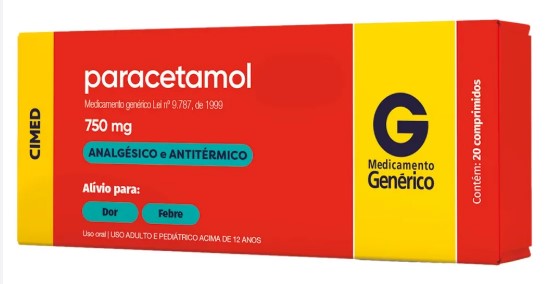 CIMED
paracetamol
Medicamento genérico Lei nº 9.787, de 1999
750 mg
ANALGÉSICO e ANTITÉRMICO
Alívio para:
Dor
Febre
Uso oral | USO ADULTO E PEDIÁTRICO ACIMA DE 12 ANOS
G
Medicamento
Genérico
Contém: 20 comprimidos